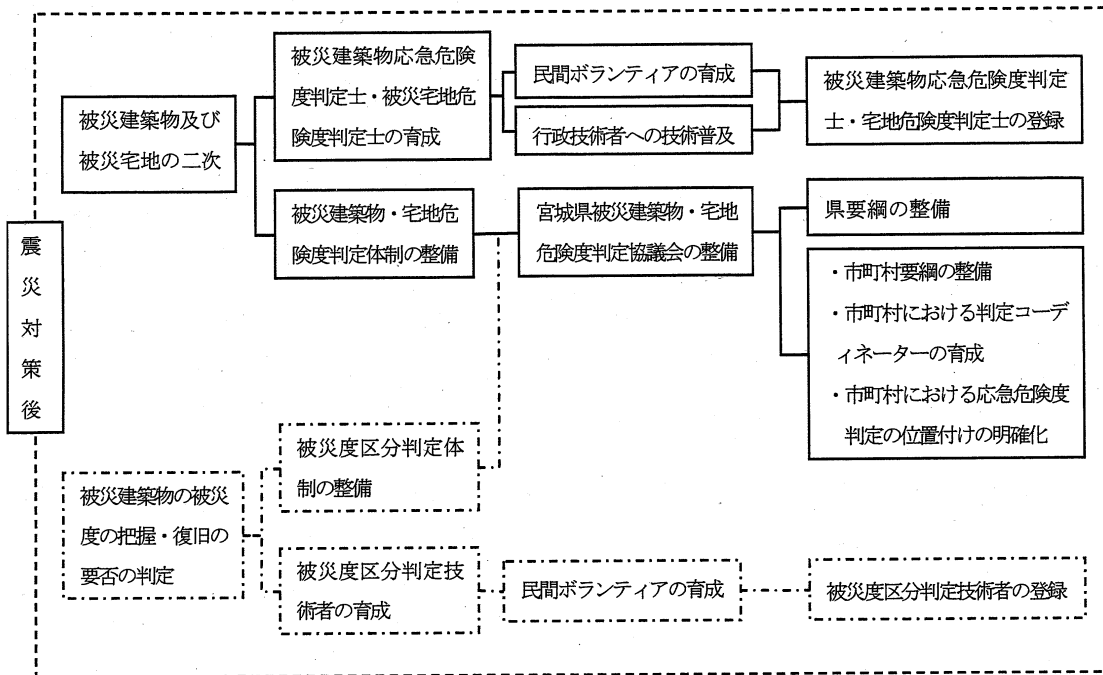 震
災
対
策
後
被災建築物及び
被災宅地の二次
被災建築物応急危険
度判定士・被災宅地危
険度判定士の育成
民間ボランティアの育成
行政技術者への技術普及
被災建築物応急危険度判定
士・宅地危険度判定士の登録
被災建築物・宅地危
険度判定体制の整備
宮城県被災建築物・宅地
危険度判定協議会の整備
県要綱の整備
・市町村要綱の整備
・市町村における判定コーデ
ィネーターの育成
・市町村における応急危険度
判定の位置付けの明確化
被災建築物の被災
度の把握・復旧の
要否の判定
被災度区分判定体
制の整備
被災度区分判定技
術者の育成
民間ボランティアの育成
被災度区分判定技術者の登録